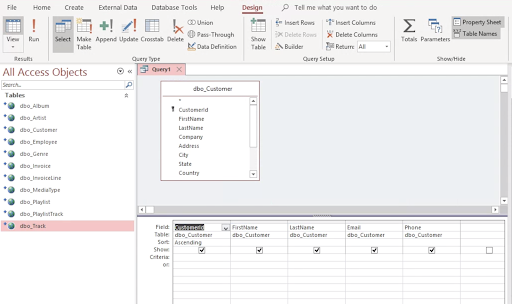 File Home Create External Data Database Tools Help Design Tell me what you want to do
View Run Select Make Table Append Update Crosstab Delete
Union
Pass-Through
Data Definition
Show Table
Insert Rows
Delete Rows
Builder
Insert Columns
Delete Columns
Return: All
Totals Parameters
Property Sheet
Table Names
Results Query Type Query Setup Show/Hide
All Access Objects
Search...
Tables
dbo_Album
dbo_Artist
dbo_Customer
dbo_Employee
dbo_Genre
dbo_Invoice
dbo_InvoiceLine
dbo_MediaType
dbo_Playlist
dbo_PlaylistTrack
dbo_Track
Query1
dbo_Customer
*
CustomerId
FirstName
LastName
Company
Address
City
State
Country
Field: CustomerId FirstName LastName Email Phone
Table: dbo_Customer dbo_Customer dbo_Customer dbo_Customer dbo_Customer
Sort: Ascending
Show:
Criteria:
or: